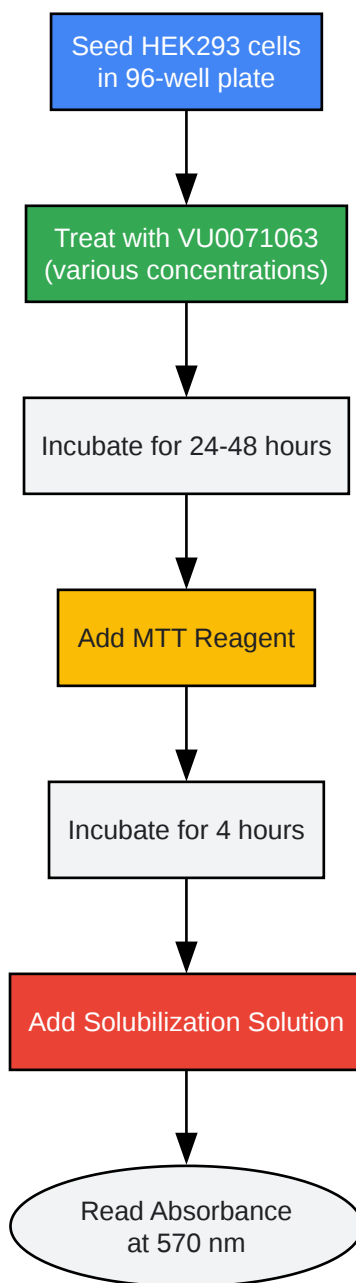 Seed HEK293 cells
in 96-well plate
Treat with VU0071063
(various concentrations)
Incubate for 24-48 hours
Add MTT Reagent
Incubate for 4 hours
Add Solubilization Solution
Read Absorbance
at 570 nm